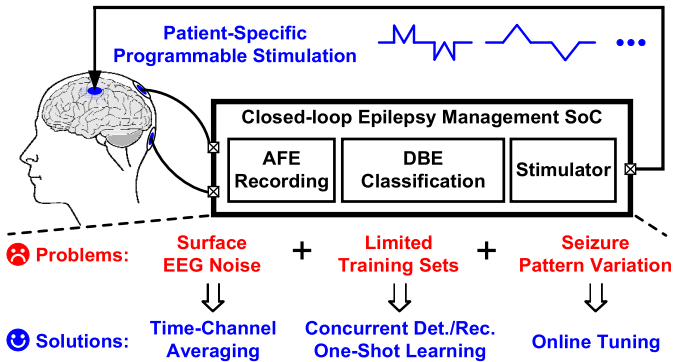 Patient-Specific
Programmable Stimulation
Closed-loop Epilepsy Management SoC
AFE
Recording
DBE
Classification
Stimulator
Problems:
Surface
EEG Noise
+
Limited
Training Sets
+
Seizure
Pattern Variation
Solutions:
Time-Channel
Averaging
Concurrent Det./Rec.
One-Shot Learning
Online Tuning